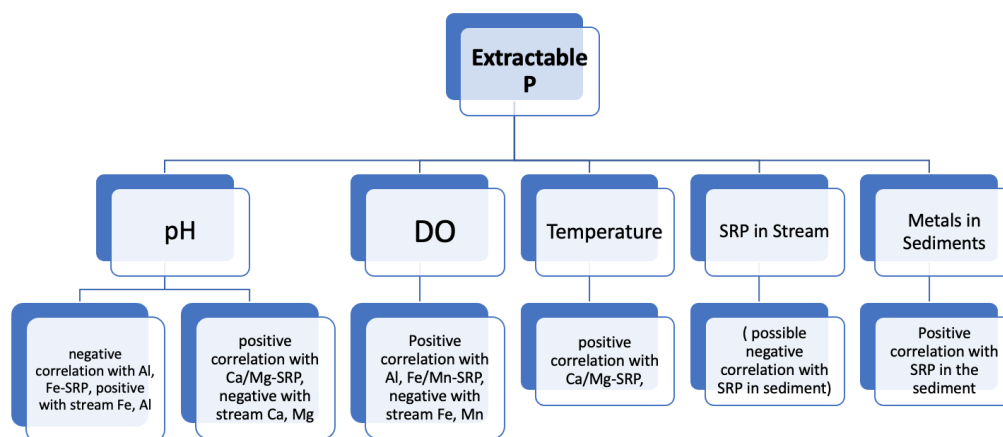 Extractable
P
pH
DO
Temperature
SRP in Stream
Metals in
Sediments
negative
correlation with Al,
Fe-SRP, positive
with stream Fe, Al
positive
correlation with
Ca/Mg-SRP,
negative with
stream Ca, Mg
Positive
correlation with
Al, Fe/Mn-SRP,
negative with
stream Fe, Mn
positive
correlation with
Ca/Mg-SRP,
( possible
negative
correlation with
SRP in sediment)
Positive
correlation with
SRP in the
sediment